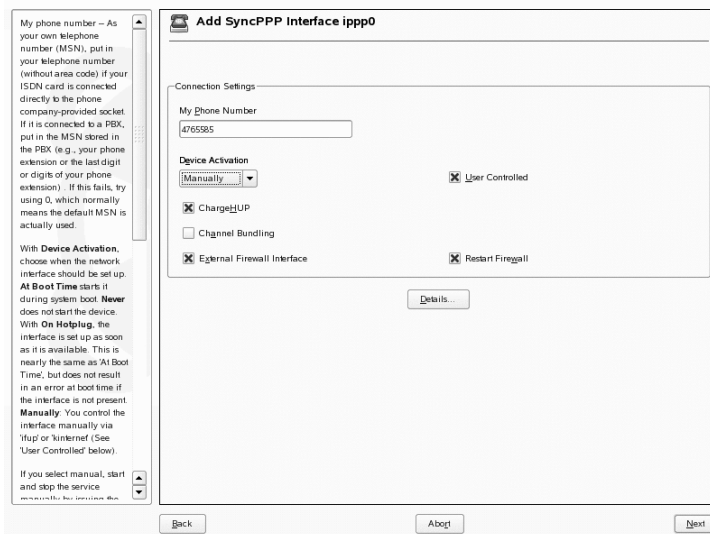 My phone number – As
your own telephone
number (MSN), put in
your telephone number
(without area code) if your
ISDN card is connected
directly to the phone
company-provided socket.
If it is connected to a PBX,
put in the MSN stored in
the PBX (e.g., your phone
extension or the last digit
or digits of your phone
extension) . If this fails, try
using 0, which normally
means the default MSN is
actually used.
With Device Activation,
choose when the network
interface should be set up.
At Boot Time starts it
during system boot. Never
does not start the device.
With On Hotplug, the
interface is set up as soon
as it is available. This is
nearly the same as 'At Boot
Time', but does not result
in an error at boot time if
the interface is not present.
Manually: You control the
interface manually via
'ifup' or 'kinternet' (See
'User Controlled' below).
If you select manual, start
and stop the service
manually by issuing the
Add SyncPPP Interface ippp0
Connection Settings
My Phone Number
4765585
Device Activation
Manually
User Controlled
ChargeHUP
Channel Bundling
External Firewall Interface
Restart Firewall
Details...
Back
Abort
Next